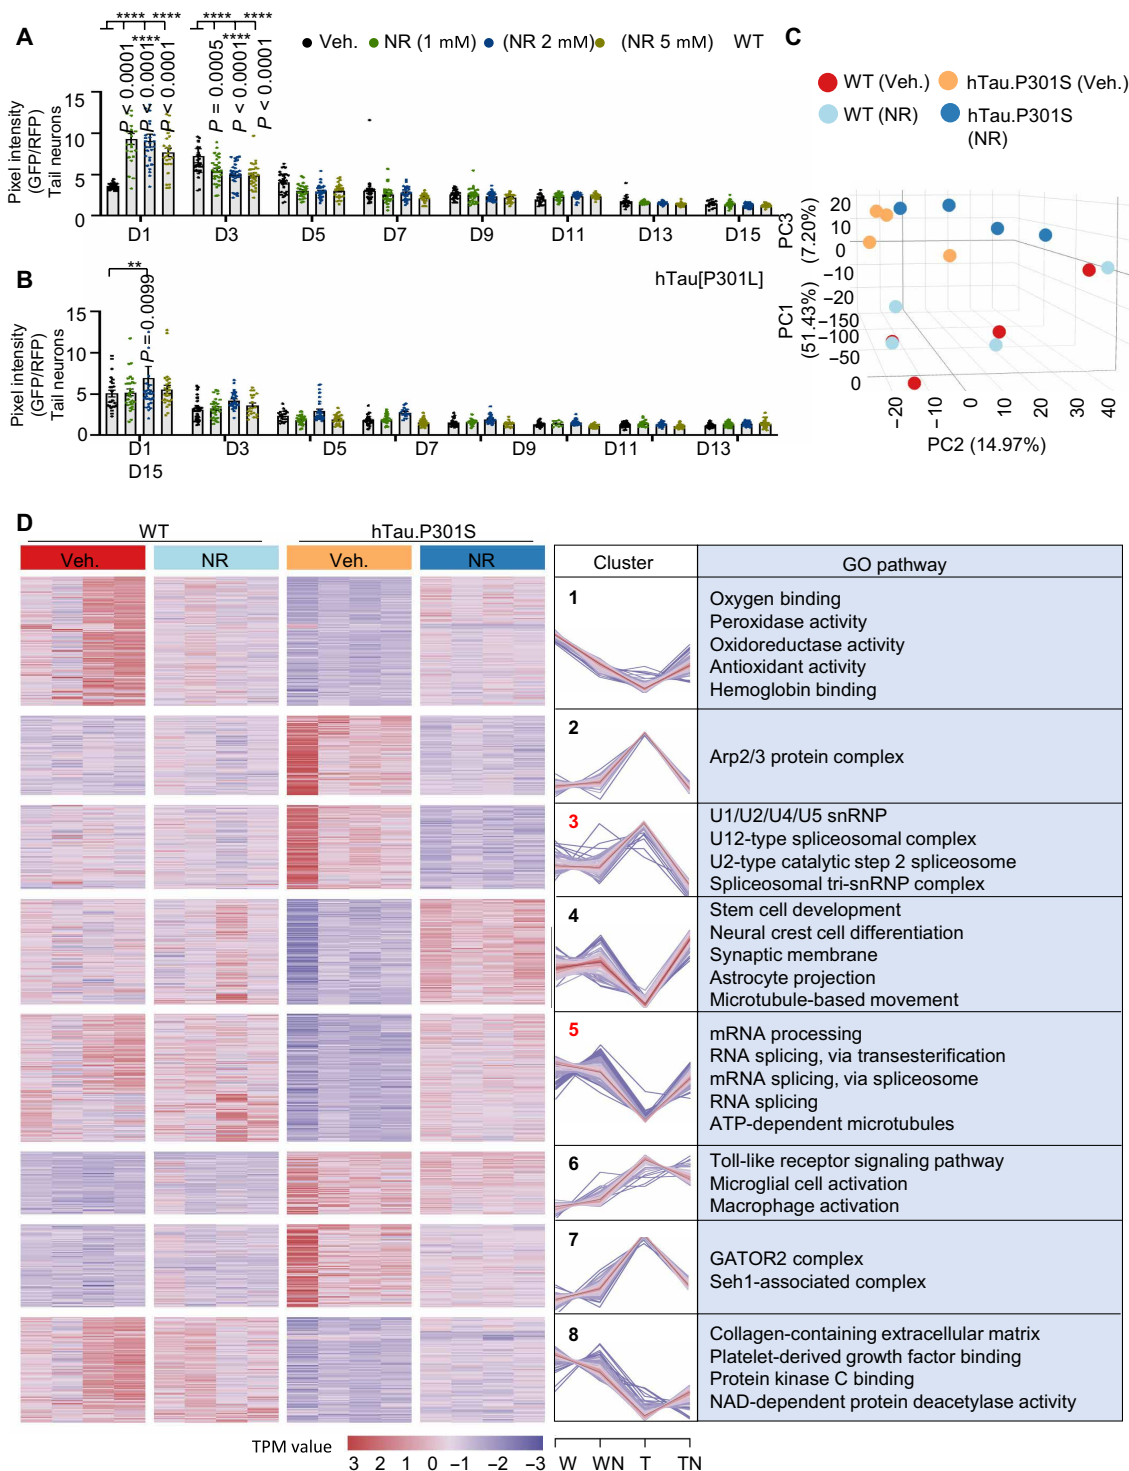 A
**** **** ****
P < 0.0001
P < 0.0001
P < 0.0001
**** **** ****
P = 0.0005
P < 0.0001
P < 0.0001
Veh. NR (1 mM) (NR 2 mM) (NR 5 mM) WT
Pixel intensity
(GFP/RFP)
Tail neurons
15
10
5
0
D1 D3 D5 D7 D9 D11 D13 D15
B
**
P = 0.0099
hTau[P301L]
Pixel intensity
(GFP/RFP)
Tail neurons
15
10
5
0
D1 D3 D5 D7 D9 D11 D13
D15
C
WT (Veh.) hTau.P301S (Veh.)
WT (NR) hTau.P301S
(NR)
PC3
(7.20%)
20
10
0
−10
−20
PC1
(51.43%)
−100
−50
0
−20 −10 0 10 20 30 40
PC2 (14.97%)
D
WT hTau.P301S
Veh. NR Veh. NR
Cluster GO pathway
1
Oxygen binding
Peroxidase activity
Oxidoreductase activity
Antioxidant activity
Hemoglobin binding
2
Arp2/3 protein complex
3
U1/U2/U4/U5 snRNP
U12-type spliceosomal complex
U2-type catalytic step 2 spliceosome
Spliceosomal tri-snRNP complex
4
Stem cell development
Neural crest cell differentiation
Synaptic membrane
Astrocyte projection
Microtubule-based movement
5
mRNA processing
RNA splicing, via transesterification
mRNA splicing, via spliceosome
RNA splicing
ATP-dependent microtubules
6
Toll-like receptor signaling pathway
Microglial cell activation
Macrophage activation
7
GATOR2 complex
Seh1-associated complex
8
Collagen-containing extracellular matrix
Platelet-derived growth factor binding
Protein kinase C binding
NAD-dependent protein deacetylase activity
TPM value
3 2 1 0 −1 −2 −3
W WN T TN